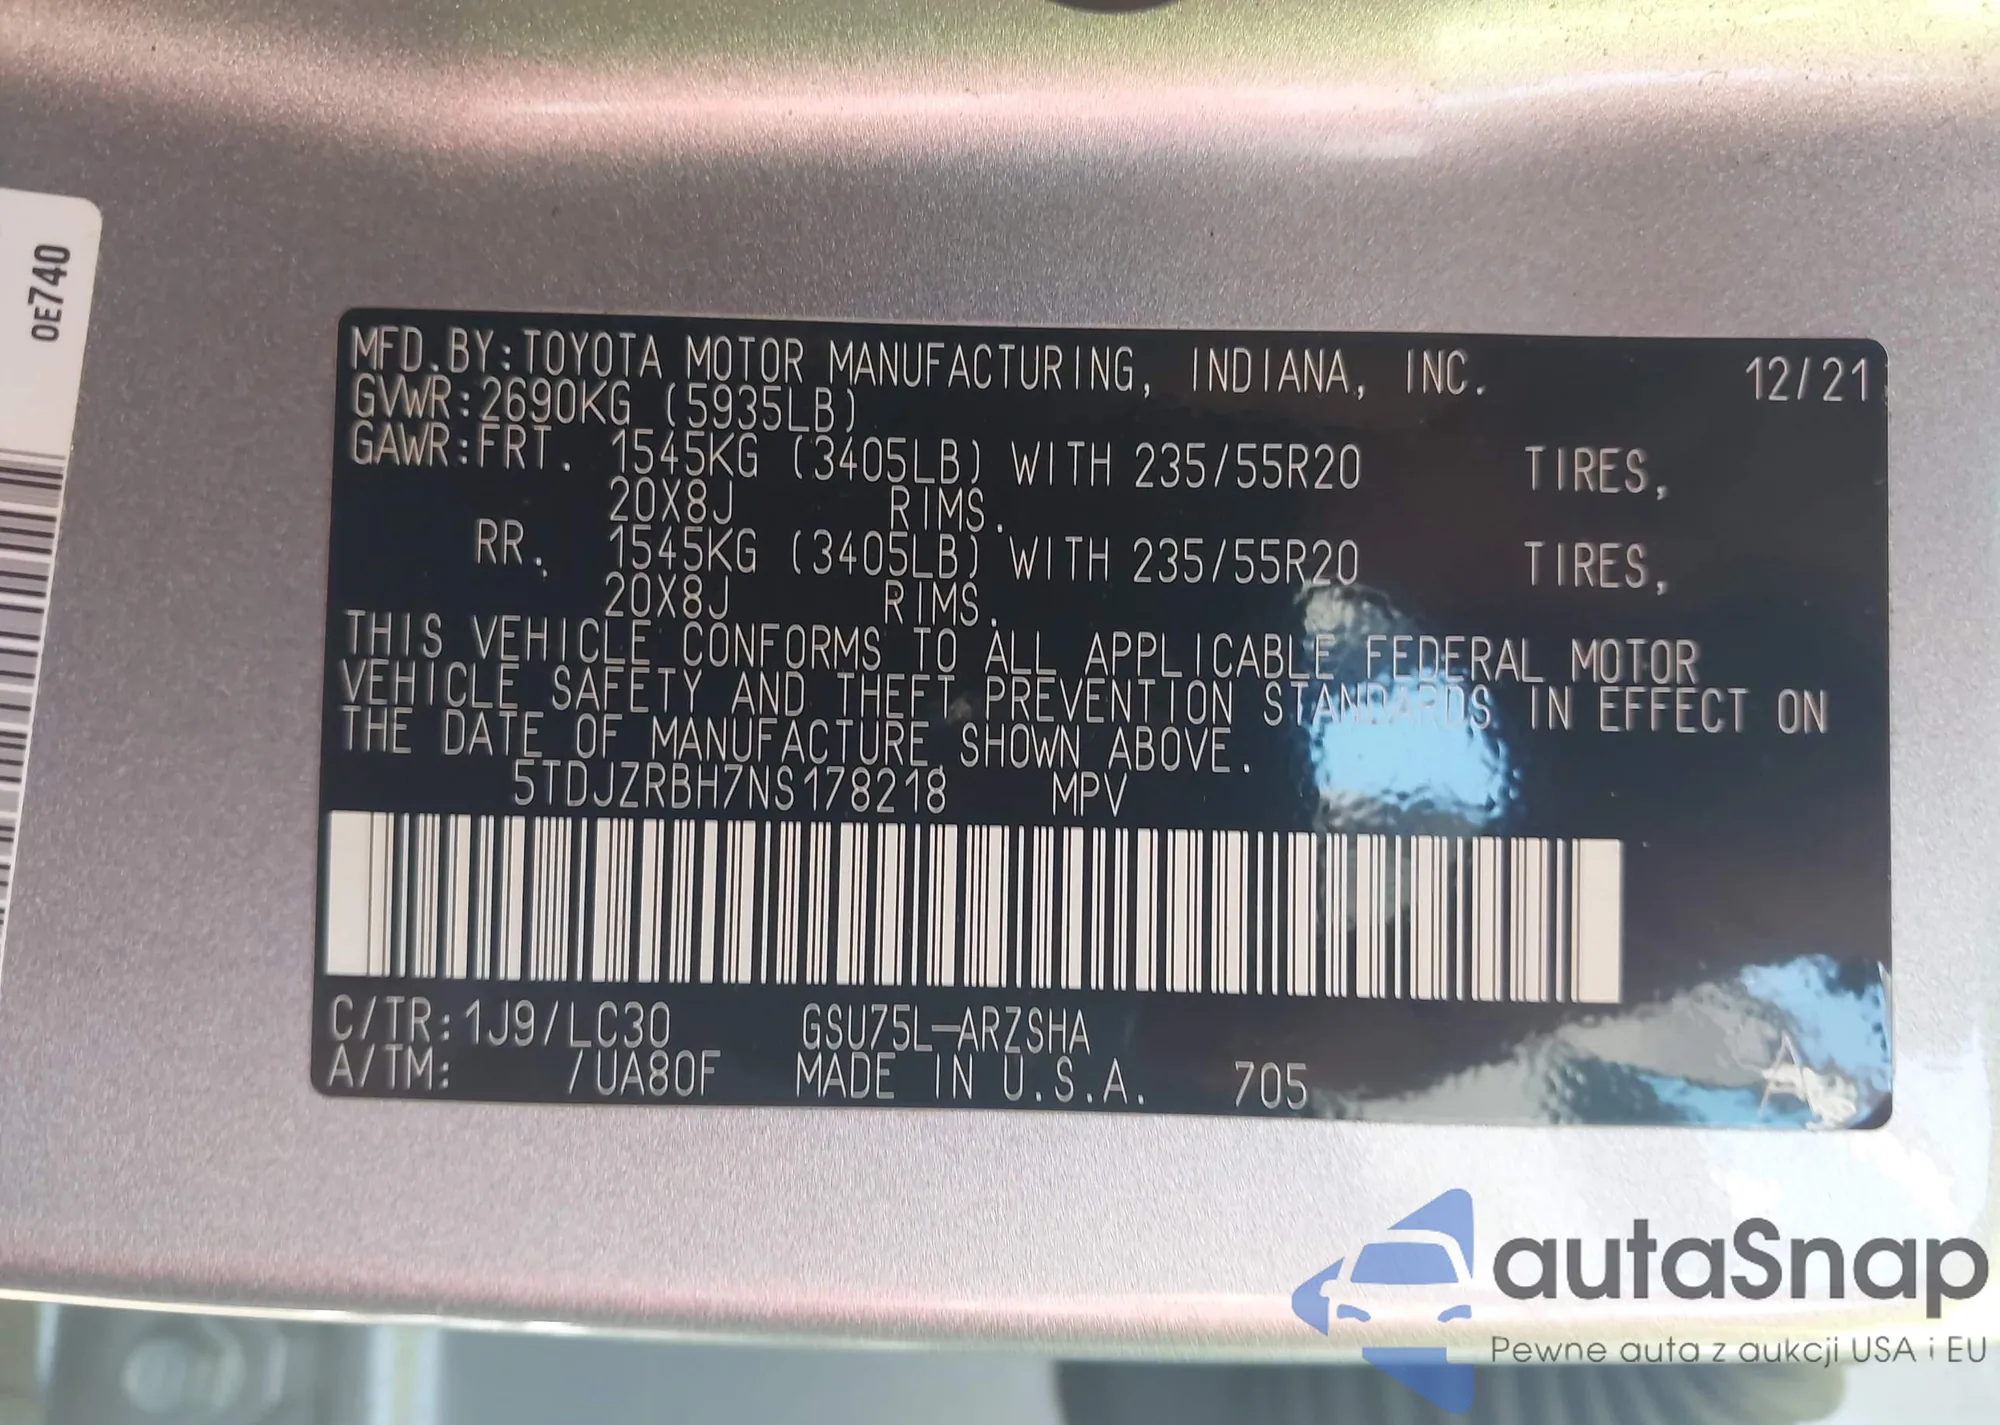 0E740
MFD.BY:TOYOTA MOTOR MANUFACTURING, INDIANA, INC. 12/21
GVWR:2690KG (5935LB)
GAWR:FRT. 1545KG (3405LB) WITH 235/55R20 TIRES,
20X8J RIMS.
RR. 1545KG (3405LB) WITH 235/55R20 TIRES,
20X8J RIMS.
THIS VEHICLE CONFORMS TO ALL APPLICABLE FEDERAL MOTOR
VEHICLE SAFETY AND THEFT PREVENTION STANDARDS IN EFFECT ON
THE DATE OF MANUFACTURE SHOWN ABOVE.
5TDJZRBH7NS178218 MPV
C/TR:1J9/LC30 GSU75L-ARZSHA
A/TM: /UA80F MADE IN U.S.A. 705
autaSnap
Pewne auta z aukcji USA i EU